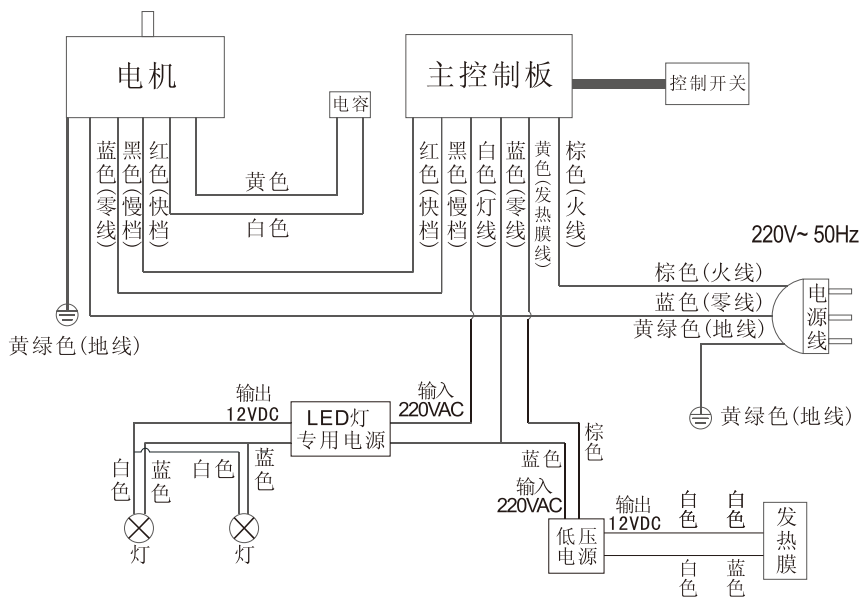 电机
主控制板
控制开关
电容
蓝色(零线)
黑色(慢档)
红色(快档)
黄色
白色
红色(快档)
黑色(慢档)
白色(灯线)
蓝色(零线)
黄色(发热膜线)
棕色(火线)
220V~ 50Hz
棕色(火线)
蓝色(零线)
黄绿色(地线)
电源线
黄绿色(地线)
黄绿色(地线)
输出
12VDC
LED灯
专用电源
输入
220VAC
白色
蓝色
白色
蓝色
灯
灯
蓝色
棕色
输入
220VAC
低压
电源
输出
12VDC
白色
白色
白色
蓝色
发热膜